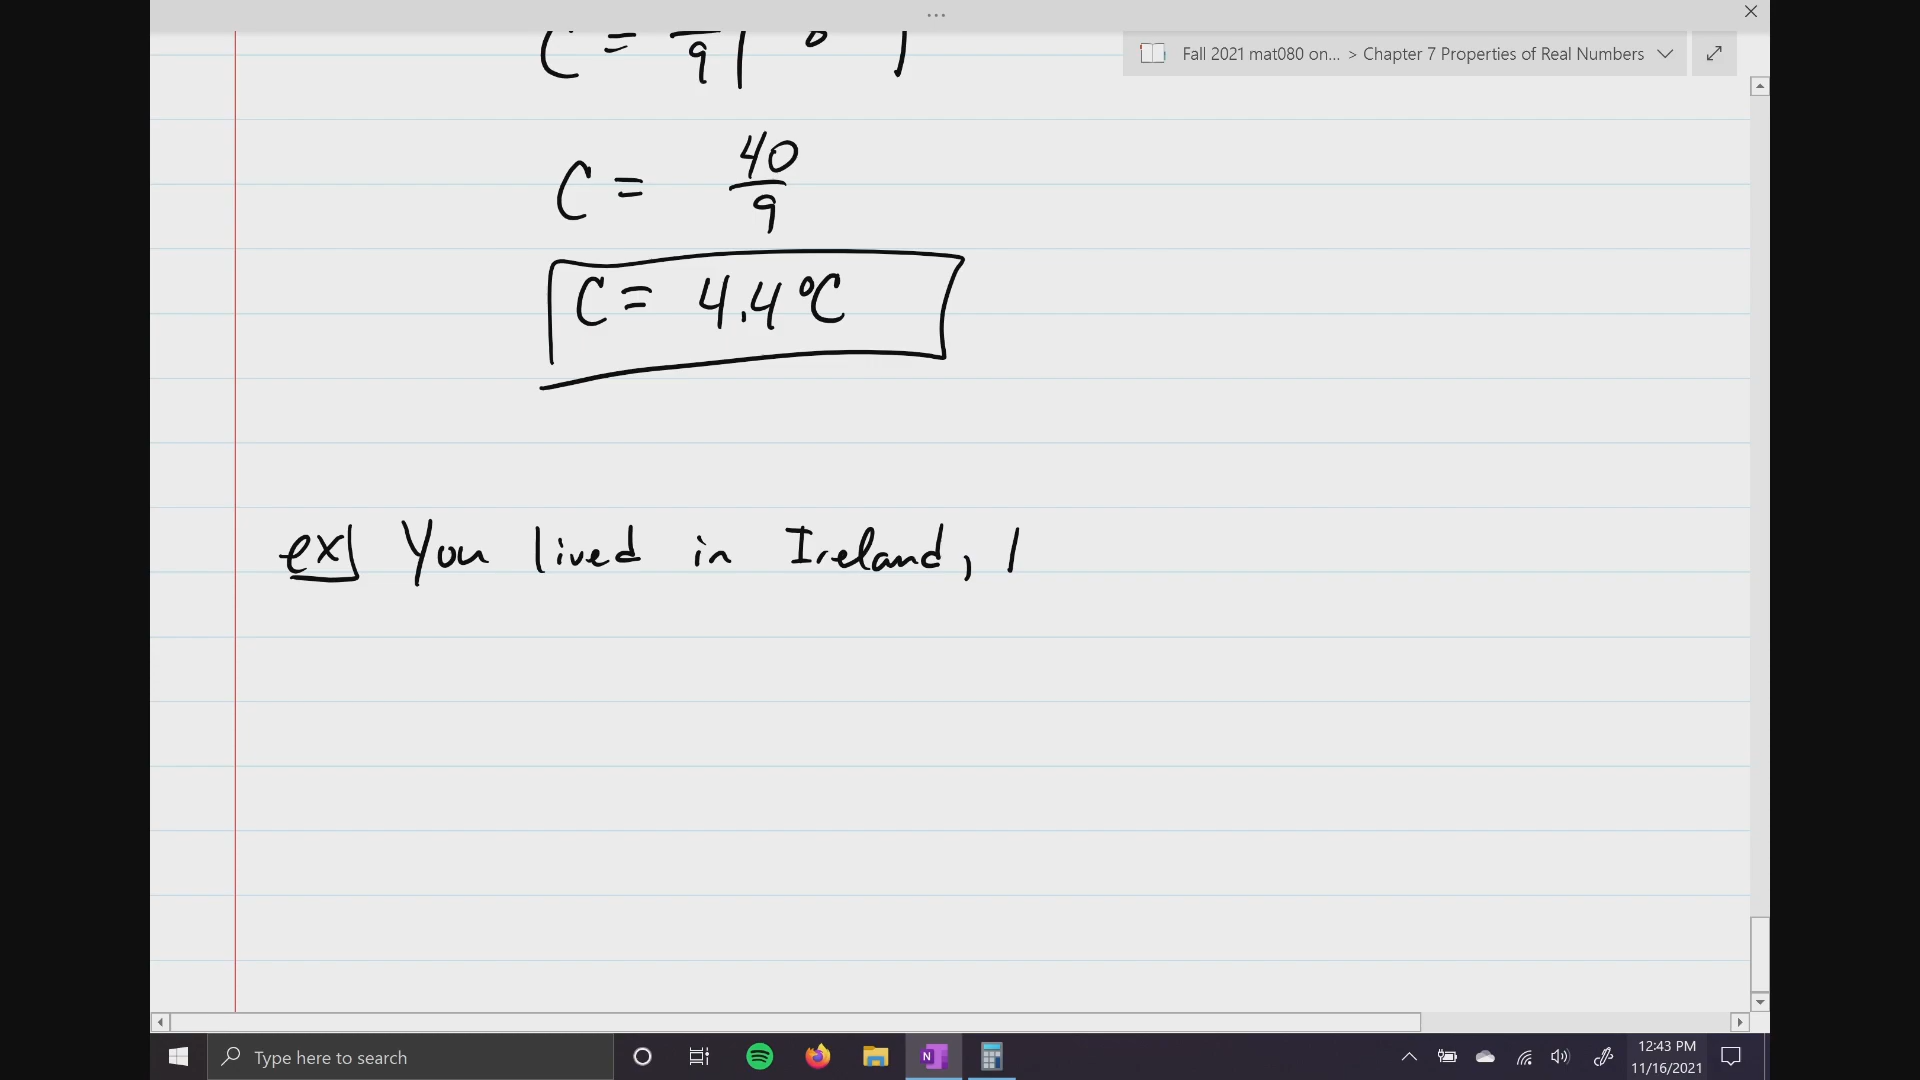 ...
Fall 2021 mat080 on... > Chapter 7 Properties of Real Numbers
C = 40/9
C = 4.4°C
ex] You lived in Ireland,
Type here to search
12:43 PM
11/16/2021